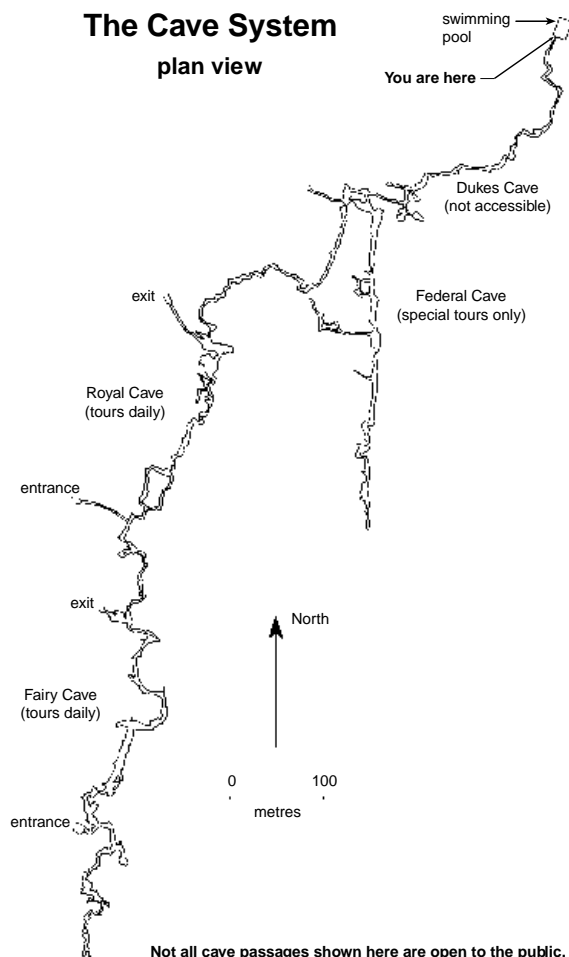 The Cave System
plan view
swimming
pool
You are here
Dukes Cave
(not accessible)
exit
Federal Cave
(special tours only)
Royal Cave
(tours daily)
entrance
exit
North
Fairy Cave
(tours daily)
0 100
metres
entrance
Not all cave passages shown here are open to the public.